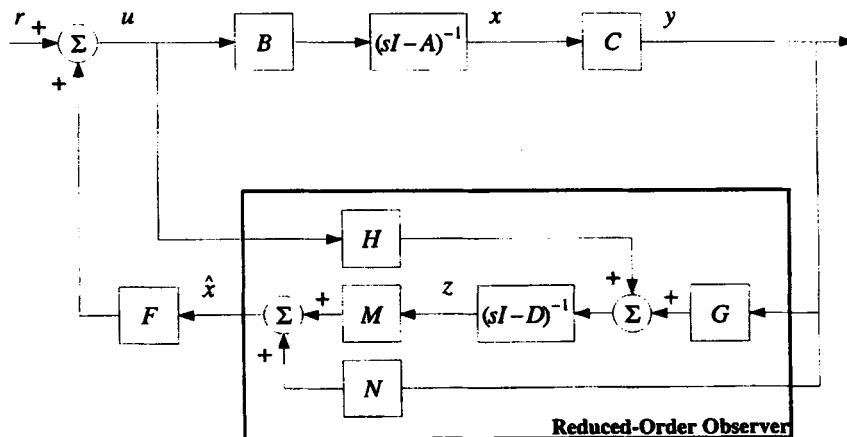 r + Σ u B (sI–A)⁻¹ x C y
+
H
F x̂ Σ + M z (sI–D)⁻¹ + Σ + G
+ N
Reduced-Order Observer